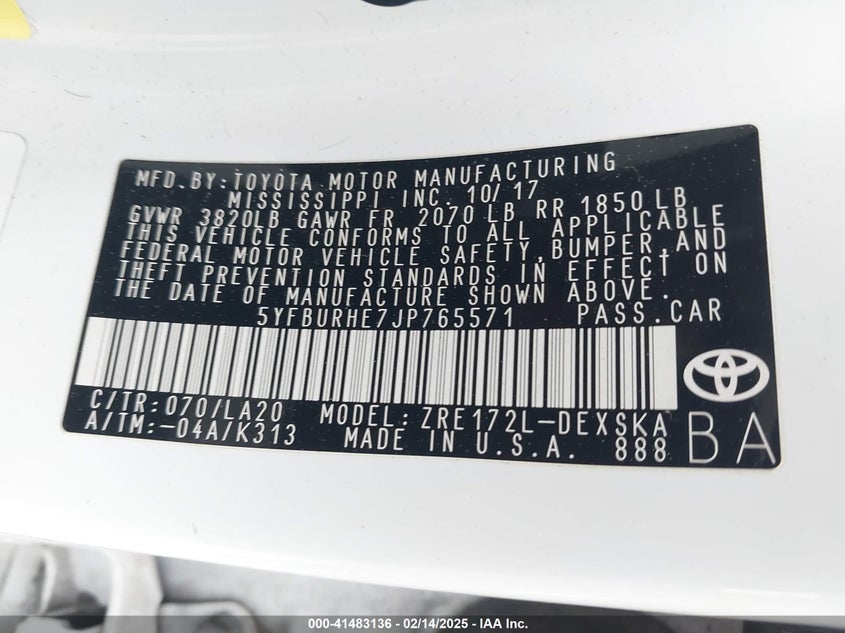 MFD.BY:TOYOTA MOTOR MANUFACTURING
MISSISSIPPI INC. 10/17
GVWR 3820LB GAWR FR 2070 LB RR 1850 LB
THIS VEHICLE CONFORMS TO ALL APPLICABLE
FEDERAL MOTOR VEHICLE SAFETY,BUMPER,AND
THEFT PREVENTION STANDARDS IN EFFECT ON
THE DATE OF MANUFACTURE SHOWN ABOVE.
5YFBURHE7JP765571 PASS.CAR
C/TR:070/LA20 MODEL:ZRE172L-DEXSKA
A/TM:-04A/K313 MADE IN U.S.A. 888
BA
000-41483136 - 02/14/2025 - IAA Inc.